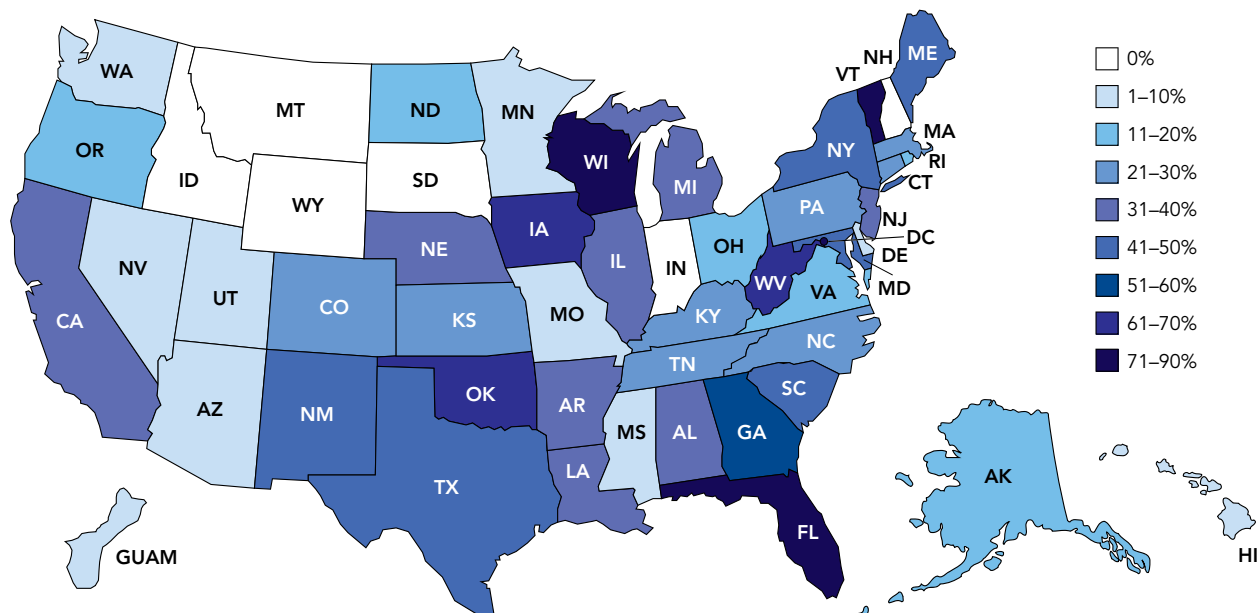 WA
OR
CA
NV
ID
MT
WY
UT
AZ
CO
NM
ND
SD
NE
KS
OK
TX
MN
IA
MO
AR
LA
WI
IL
MI
IN
OH
KY
TN
MS
AL
GA
FL
SC
NC
VA
WV
PA
NY
VT
NH
ME
MA
RI
CT
NJ
DC
DE
MD
AK
HI
GUAM
0%
1–10%
11–20%
21–30%
31–40%
41–50%
51–60%
61–70%
71–90%